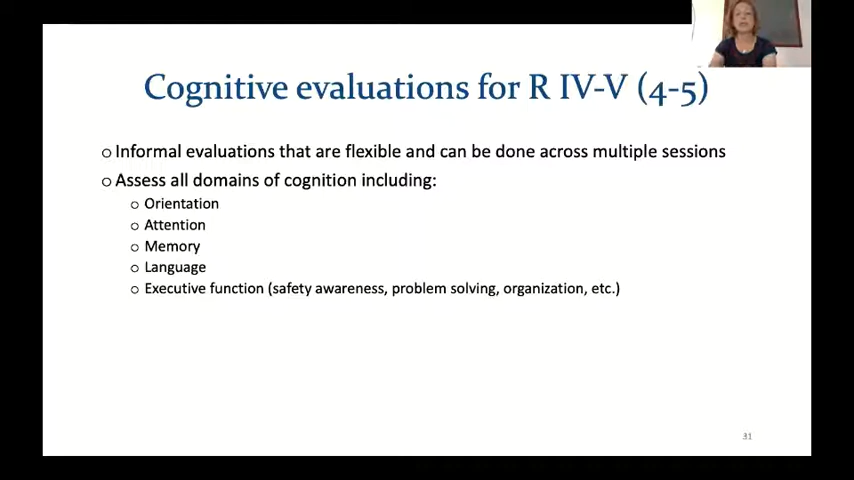 Cognitive evaluations for R IV-V (4-5)
o Informal evaluations that are flexible and can be done across multiple sessions
o Assess all domains of cognition including:
o Orientation
o Attention
o Memory
o Language
o Executive function (safety awareness, problem solving, organization, etc.)
31